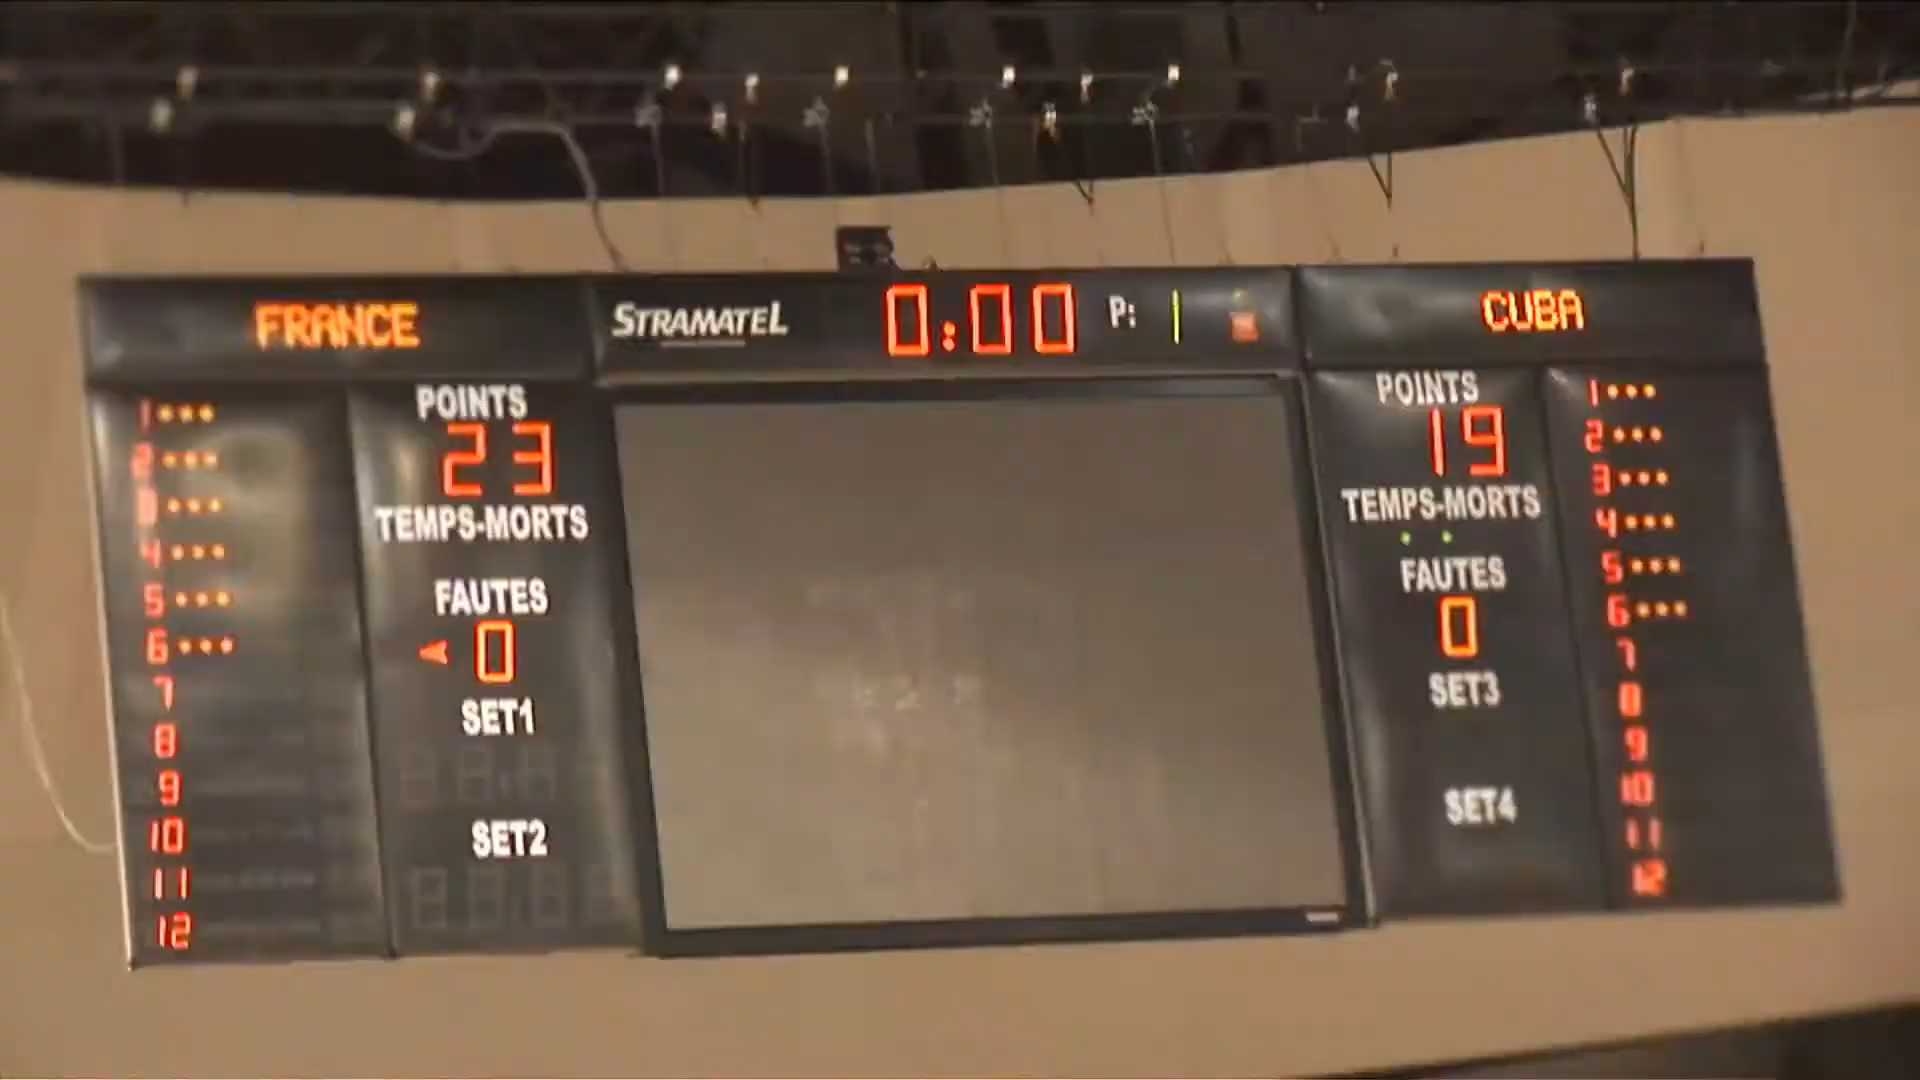 FRANCE
STRAMATEL
0:00
P: 1
CUBA
1
2
3
4
5
6
7
8
9
10
11
12
POINTS
23
TEMPS-MORTS
FAUTES
0
SET1
SET2
POINTS
19
TEMPS-MORTS
FAUTES
0
SET3
SET4
1
2
3
4
5
6
7
8
9
10
11
12